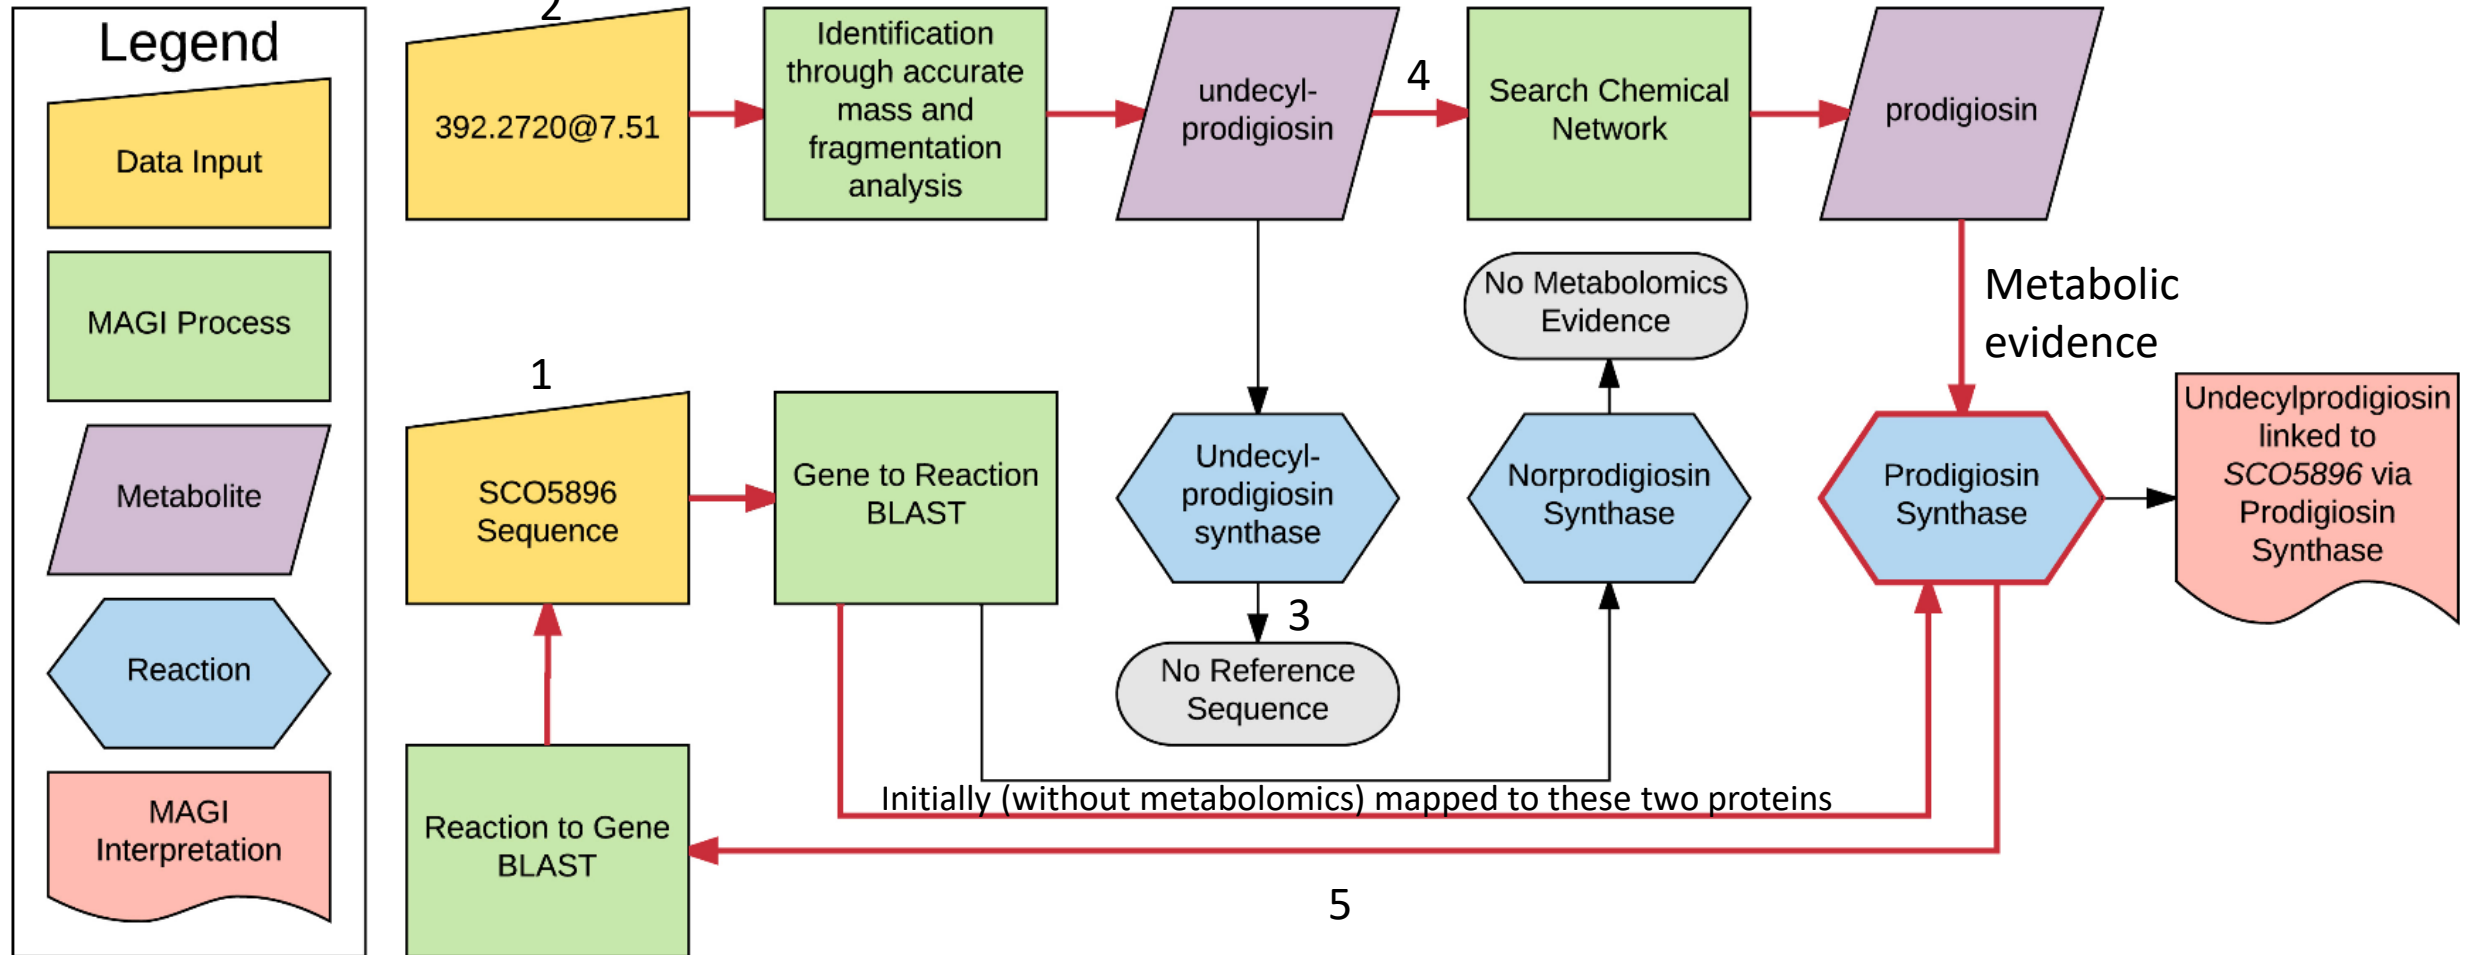 Legend
Data Input
MAGI Process
Metabolite
Reaction
MAGI
Interpretation
2
392.2720@7.51
Identification
through accurate
mass and
fragmentation
analysis
undecyl-
prodigiosin
4
Search Chemical
Network
prodigiosin
No Metabolomics
Evidence
Metabolic
evidence
1
SCO5896
Sequence
Gene to Reaction
BLAST
Undecyl-
prodigiosin
synthase
Norprodigiosin
Synthase
Prodigiosin
Synthase
Undecylprodigiosin
linked to
SCO5896 via
Prodigiosin
Synthase
3
No Reference
Sequence
Initially (without metabolomics) mapped to these two proteins
Reaction to Gene
BLAST
5